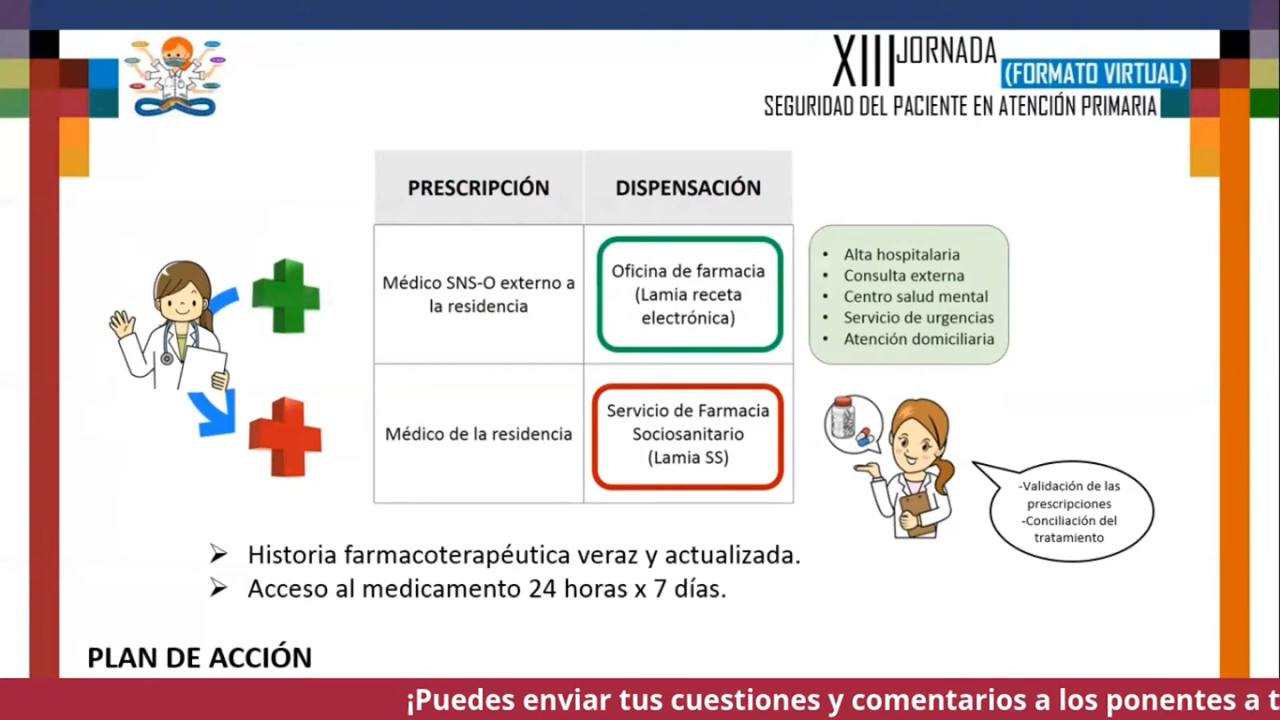 XIII JORNADA
(FORMATO VIRTUAL)
SEGURIDAD DEL PACIENTE EN ATENCIÓN PRIMARIA
PRESCRIPCIÓN
DISPENSACIÓN
Médico SNS-O externo a
la residencia
Oficina de farmacia
(Lamia receta
electrónica)
• Alta hospitalaria
• Consulta externa
• Centro salud mental
• Servicio de urgencias
• Atención domiciliaria
Médico de la residencia
Servicio de Farmacia
Sociosanitario
(Lamia SS)
-Validación de las
prescripciones
-Conciliación del
tratamiento
➢ Historia farmacoterapéutica veraz y actualizada.
➢ Acceso al medicamento 24 horas x 7 días.
PLAN DE ACCIÓN
¡Puedes enviar tus cuestiones y comentarios a los ponentes a t